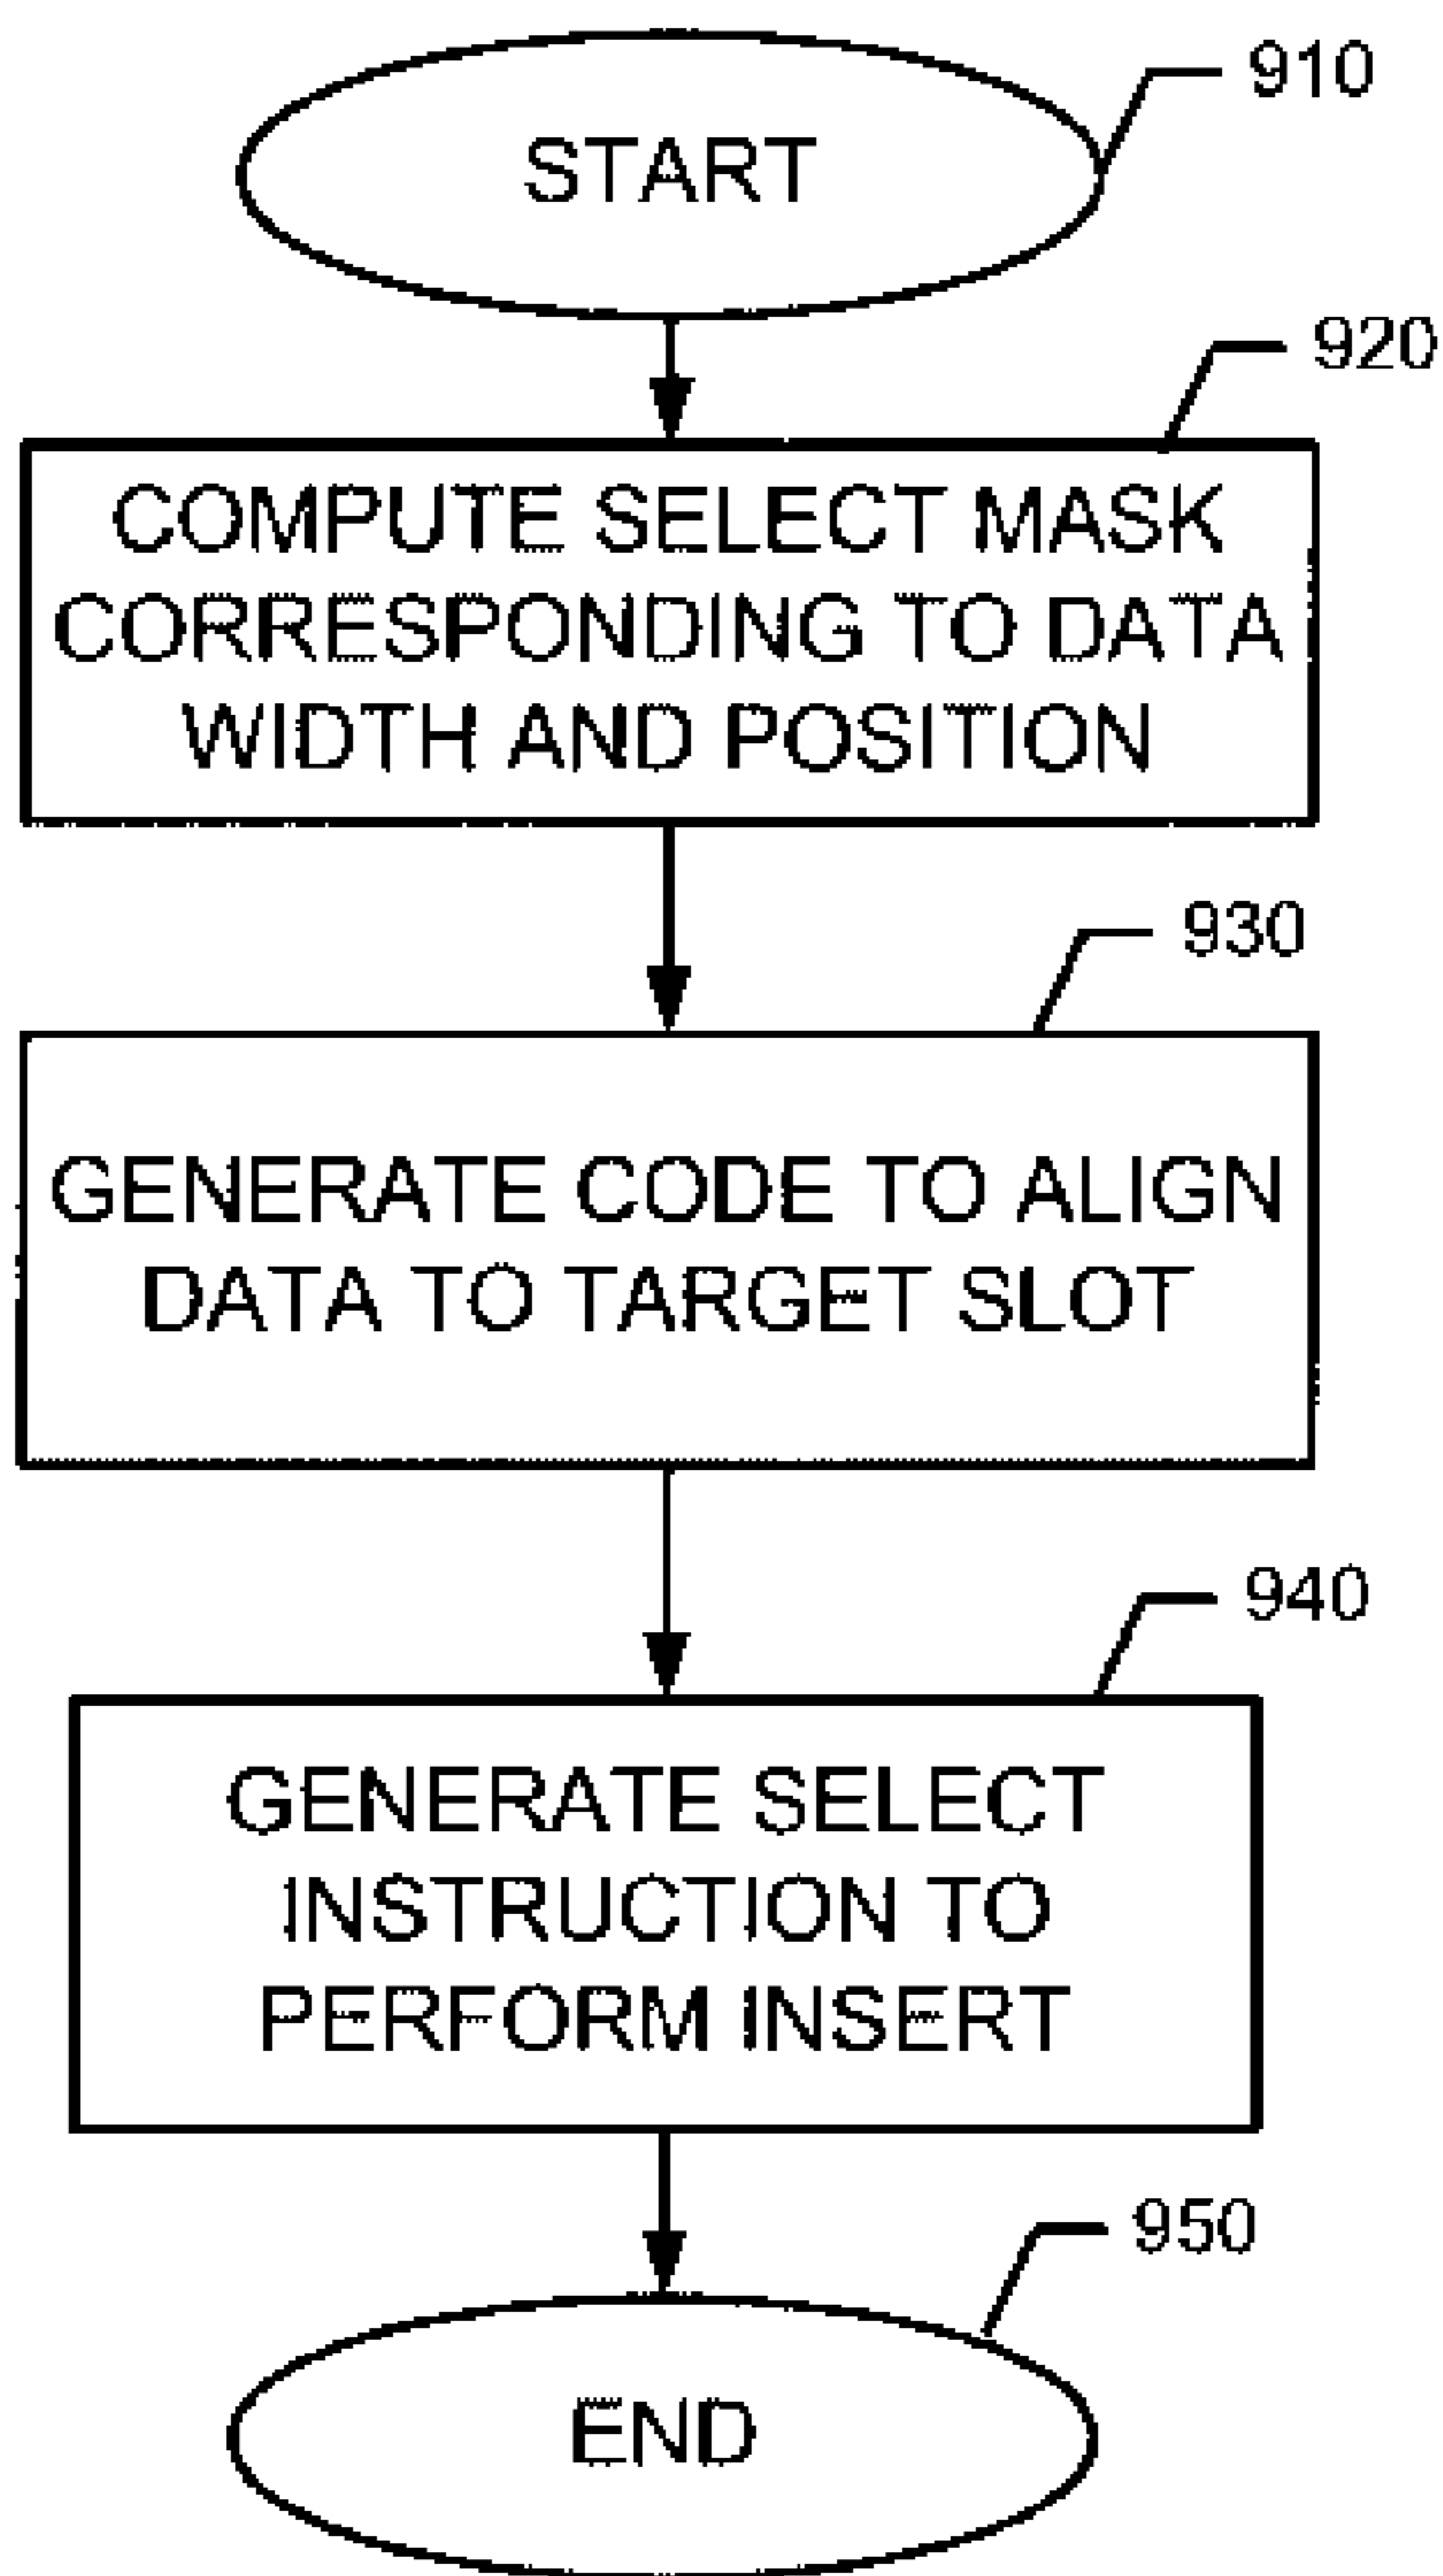 910
START
920
COMPUTE SELECT MASK
CORRESPONDING TO DATA
WIDTH AND POSITION
930
GENERATE CODE TO ALIGN
DATA TO TARGET SLOT
940
GENERATE SELECT
INSTRUCTION TO
PERFORM INSERT
950
END